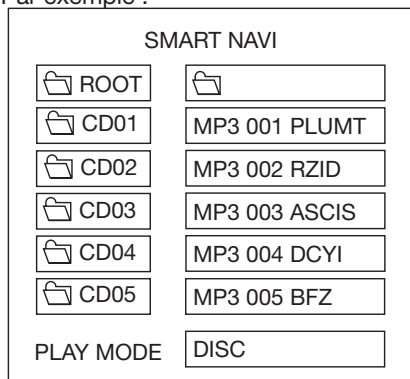 Par exemple :
SMART NAVI
ROOT
CD01 MP3 001 PLUMT
CD02 MP3 002 RZID
CD03 MP3 003 ASCIS
CD04 MP3 004 DCYI
CD05 MP3 005 BFZ
PLAY MODE DISC